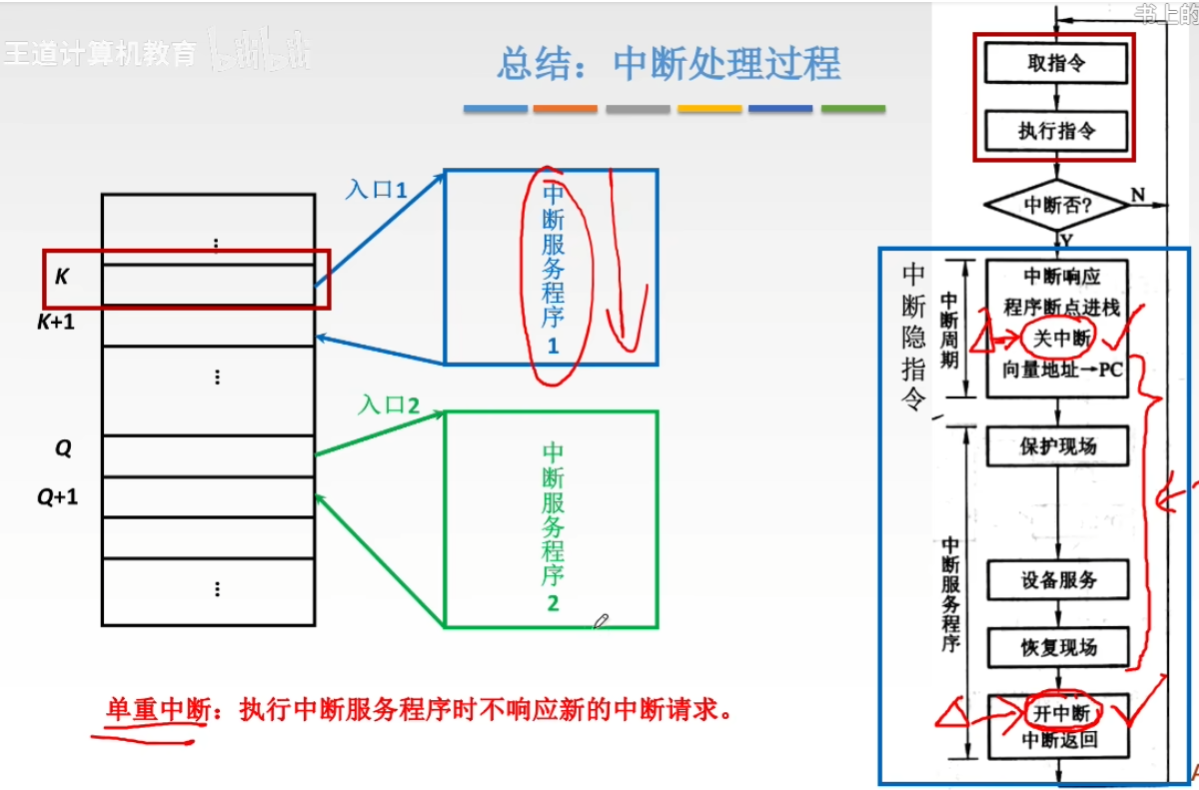 书上的
王道计算机教育 bilibili
总结：中断处理过程
取指令
执行指令
中断否?
N
Y
入口1
中断服务程序1
K
K+1
⋮
⋮
入口2
Q
Q+1
⋮
中断服务程序2
中断隐指令
中断周期
中断响应
程序断点进栈
关中断
向量地址→PC
中断服务程序
保护现场
设备服务
恢复现场
开中断
中断返回
单重中断：执行中断服务程序时不响应新的中断请求。